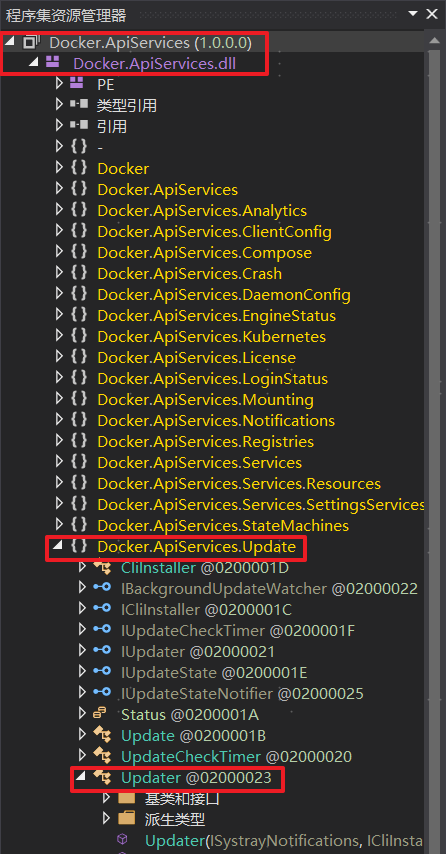 程序集资源管理器
Docker.ApiServices (1.0.0.0)
Docker.ApiServices.dll
PE
类型引用
引用
-
Docker
Docker.ApiServices
Docker.ApiServices.Analytics
Docker.ApiServices.ClientConfig
Docker.ApiServices.Compose
Docker.ApiServices.Crash
Docker.ApiServices.DaemonConfig
Docker.ApiServices.EngineStatus
Docker.ApiServices.Kubernetes
Docker.ApiServices.License
Docker.ApiServices.LoginStatus
Docker.ApiServices.Mounting
Docker.ApiServices.Notifications
Docker.ApiServices.Registries
Docker.ApiServices.Services
Docker.ApiServices.Services.Resources
Docker.ApiServices.Services.SettingsServices
Docker.ApiServices.StateMachines
Docker.ApiServices.Update
CliInstaller @0200001D
IBackgroundUpdateWatcher @02000022
ICliInstaller @0200001C
IUpdateCheckTimer @0200001F
IUpdater @02000021
IUpdateState @0200001E
IUpdateStateNotifier @02000025
Status @0200001A
Update @0200001B
UpdateCheckTimer @02000020
Updater @02000023
基类和接口
派生类型
Updater(ISystrayNotifications, ICliInstaller